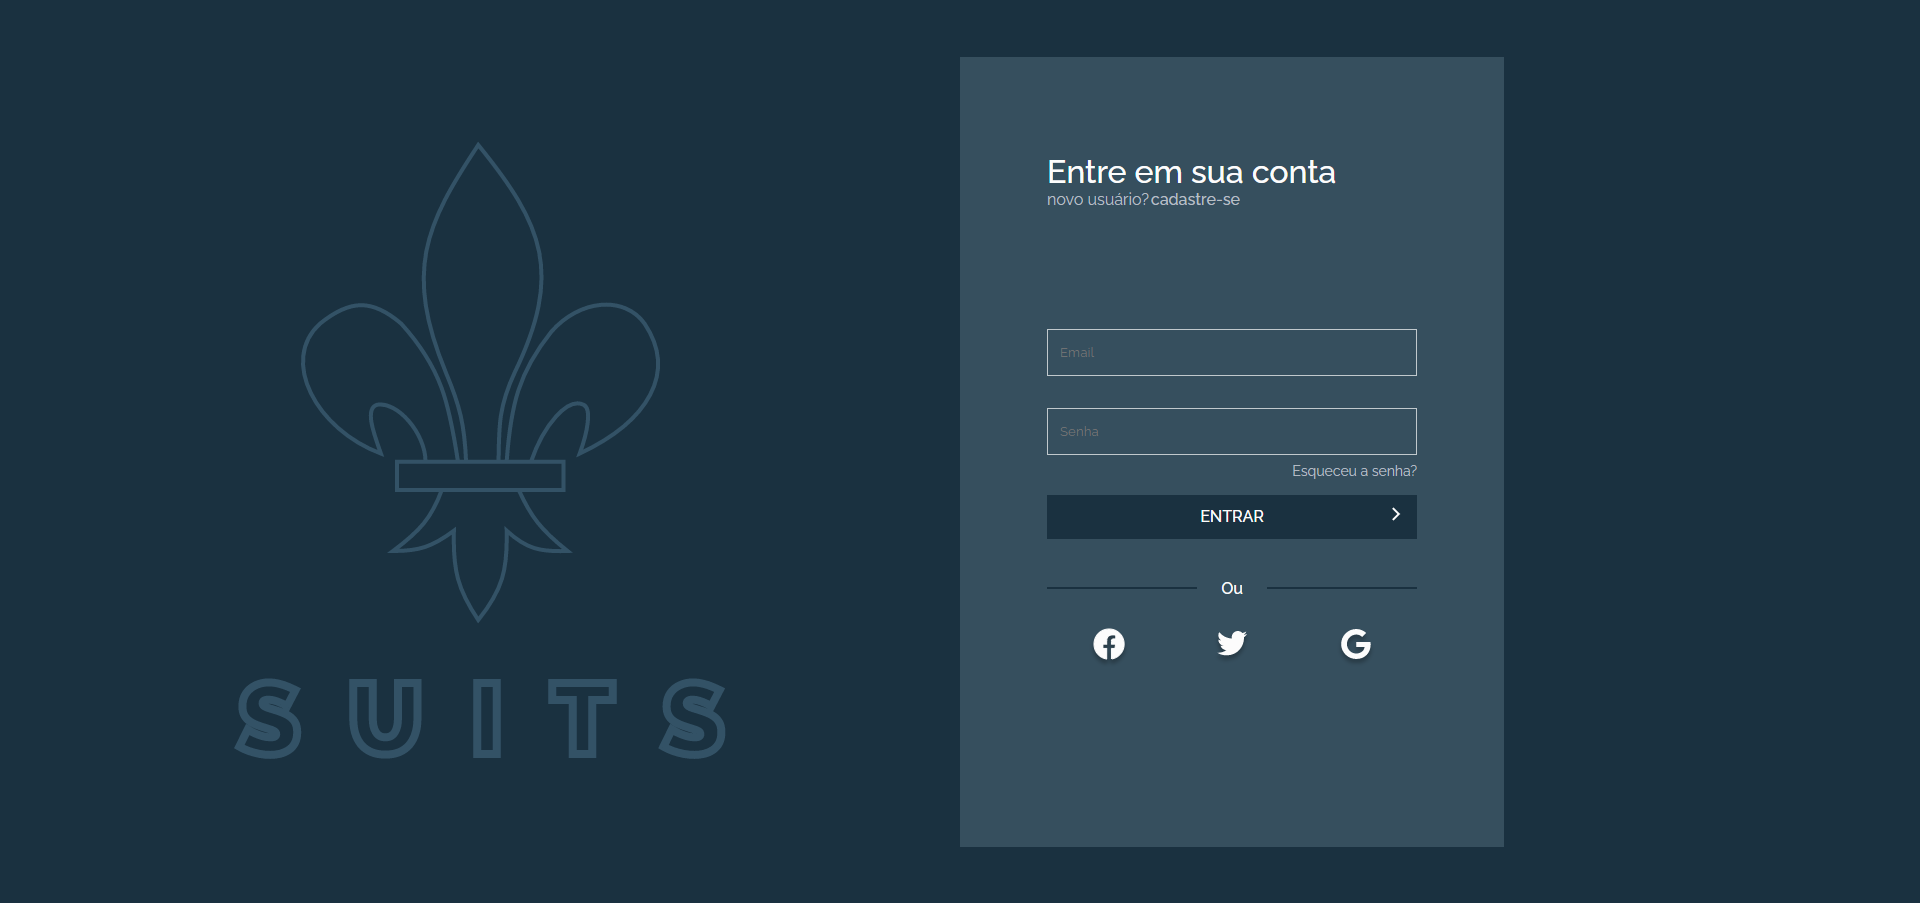 SUITS
Entre em sua conta
novo usuário? cadastre-se
Email
Senha
Esqueceu a senha?
ENTRAR
Ou